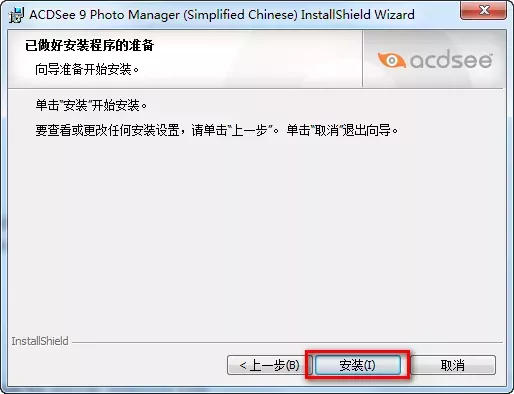 ACDSee 9 Photo Manager (Simplified Chinese) InstallShield Wizard
已做好安装程序的准备
向导准备开始安装。
acdsee
单击“安装”开始安装。
要查看或更改任何安装设置，请单击“上一步”。 单击“取消”退出向导。
InstallShield
< 上一步(B)
安装(I)
取消